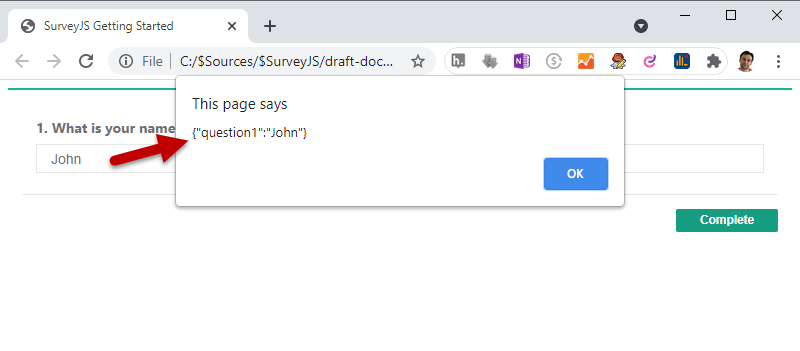 SurveyJS Getting Started
File
C:/$Sources/$SurveyJS/draft-doc...
This page says
{"question1":"John"}
OK
1. What is your name
John
Complete